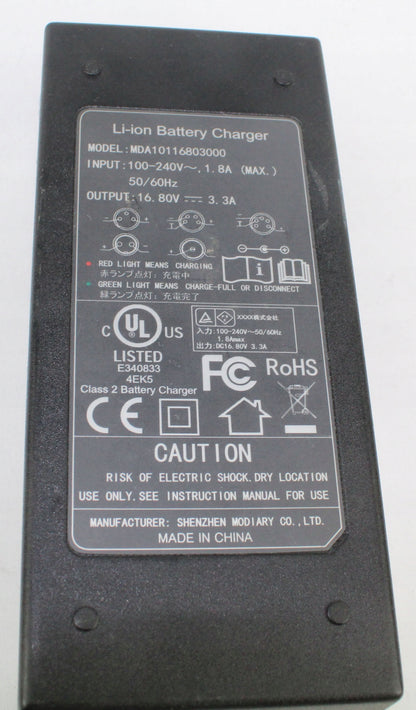 Li-ion Battery Charger
MODEL:MDA10116803000
INPUT:100-240V～,1.8A (MAX.)
50/60Hz
OUTPUT:16.80V ⎓ 3.3A
RED LIGHT MEANS CHARGING
赤ランプ点灯: 充電中
GREEN LIGHT MEANS CHARGE-FULL OR DISCONNECT
緑ランプ点灯: 充電完了
C UL US
LISTED
E340833
4EK5
Class 2 Battery Charger
XXXX株式会社
入力:100-240V～50/60Hz
1.8Amax
出力:DC16.80V 3.3A
FC
RoHS
CE
CAUTION
RISK OF ELECTRIC SHOCK.DRY LOCATION
USE ONLY.SEE INSTRUCTION MANUAL FOR USE
MANUFACTURER: SHENZHEN MODIARY CO.,LTD.
MADE IN CHINA